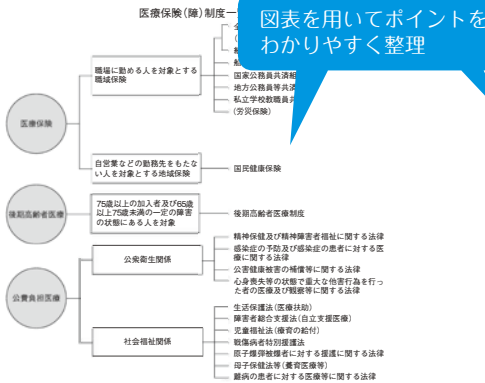 医療保険(障)制度一
図表を用いてポイントを
わかりやすく整理
医療保険
職場に勤める人を対象とする
職域保険
国家公務員共済組
地方公務員等共済
私立学校教職員共
(労災保険)
自営業などの勤務先をもたな
い人を対象とする地域保険
国民健康保険
後期高齢者医療
75歳以上の加入者及び65歳
以上75歳未満の一定の障害
の状態にある人を対象
後期高齢者医療制度
公費負担医療
公衆衛生関係
精神保健及び精神障害者福祉に関する法律
感染症の予防及び感染症の患者に対する医
療に関する法律
公害健康被害の補償等に関する法律
心身喪失等の状態で重大な他害行為を行っ
た者の医療及び観察等に関する法律
社会福祉関係
生活保護法(医療扶助)
障害者総合支援法(自立支援医療)
児童福祉法(療育の給付)
戦傷病者特別援護法
原子爆弾被爆者に対する援護に関する法律
母子保健法等(養育医療等)
難病の患者に対する医療等に関する法律